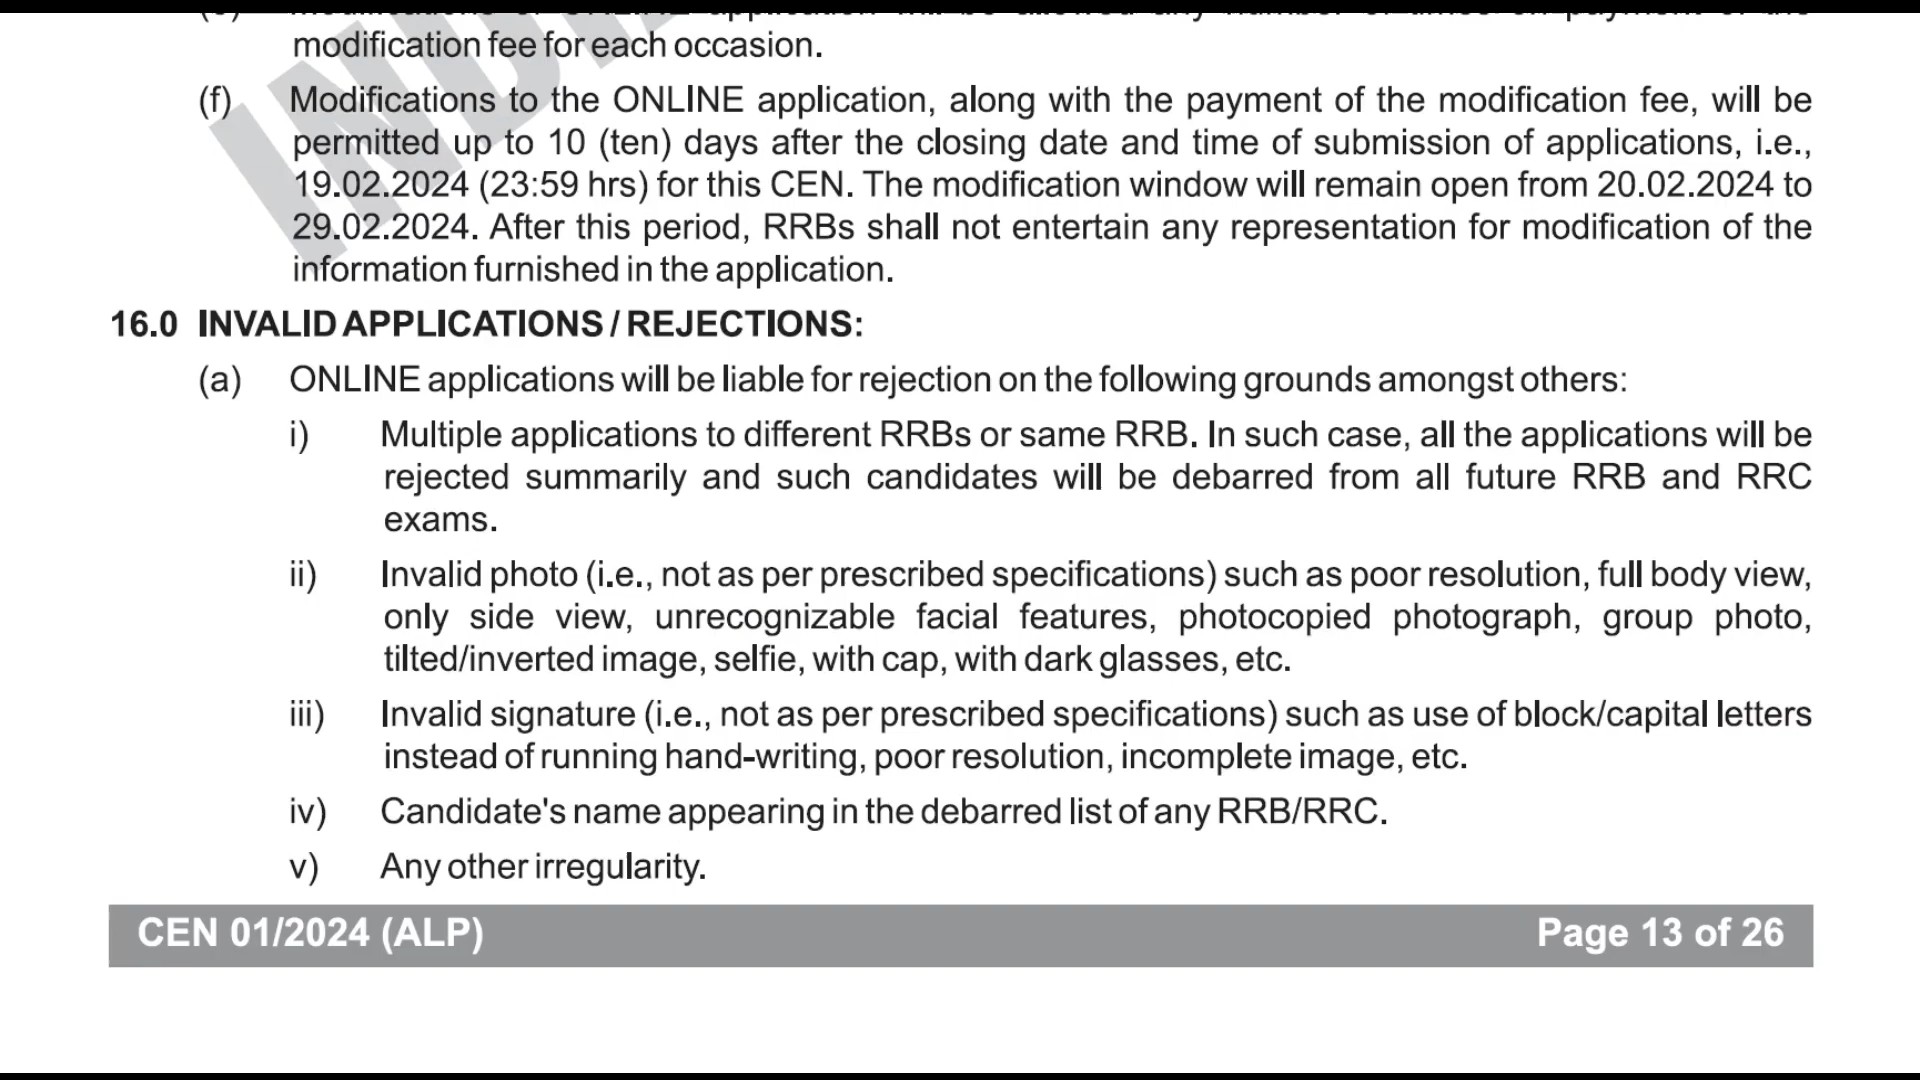 modification fee for each occasion.
(f) Modifications to the ONLINE application, along with the payment of the modification fee, will be
permitted up to 10 (ten) days after the closing date and time of submission of applications, i.e.,
19.02.2024 (23:59 hrs) for this CEN. The modification window will remain open from 20.02.2024 to
29.02.2024. After this period, RRBs shall not entertain any representation for modification of the
information furnished in the application.
16.0 INVALID APPLICATIONS / REJECTIONS:
(a) ONLINE applications will be liable for rejection on the following grounds amongst others:
i) Multiple applications to different RRBs or same RRB. In such case, all the applications will be
rejected summarily and such candidates will be debarred from all future RRB and RRC
exams.
ii) Invalid photo (i.e., not as per prescribed specifications) such as poor resolution, full body view,
only side view, unrecognizable facial features, photocopied photograph, group photo,
tilted/inverted image, selfie, with cap, with dark glasses, etc.
iii) Invalid signature (i.e., not as per prescribed specifications) such as use of block/capital letters
instead of running hand-writing, poor resolution, incomplete image, etc.
iv) Candidate's name appearing in the debarred list of any RRB/RRC.
v) Any other irregularity.
CEN 01/2024 (ALP) Page 13 of 26